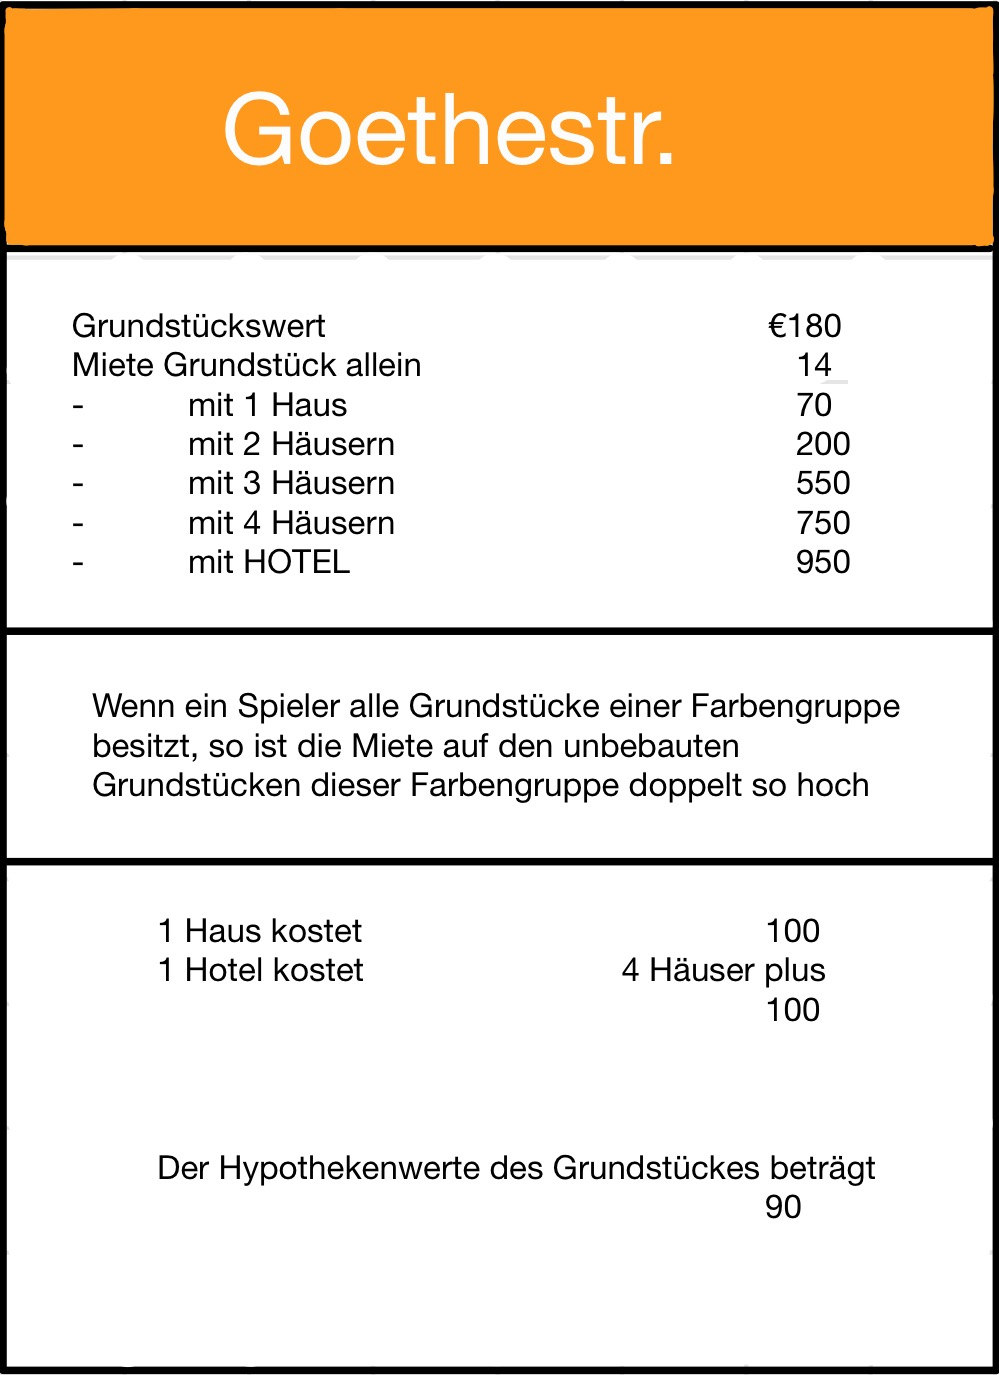 Goethestr.
Grundstückswert €180
Miete Grundstück allein 14
- mit 1 Haus 70
- mit 2 Häusern 200
- mit 3 Häusern 550
- mit 4 Häusern 750
- mit HOTEL 950
Wenn ein Spieler alle Grundstücke einer Farbengruppe
besitzt, so ist die Miete auf den unbebauten
Grundstücken dieser Farbengruppe doppelt so hoch
1 Haus kostet 100
1 Hotel kostet 4 Häuser plus
100
Der Hypothekenwerte des Grundstückes beträgt
90